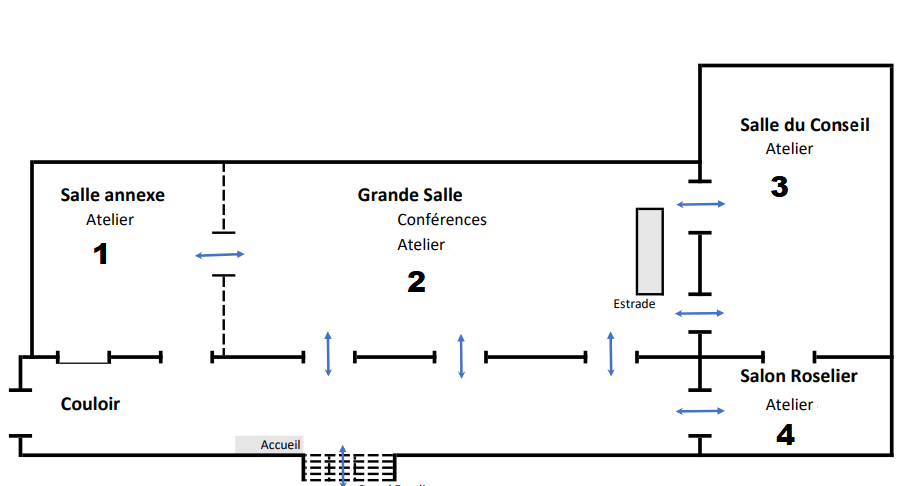 Salle du Conseil
Atelier
3
Salle annexe
Atelier
1
Grande Salle
Conférences
Atelier
2
Estrade
Salon Roselier
Atelier
4
Couloir
Accueil